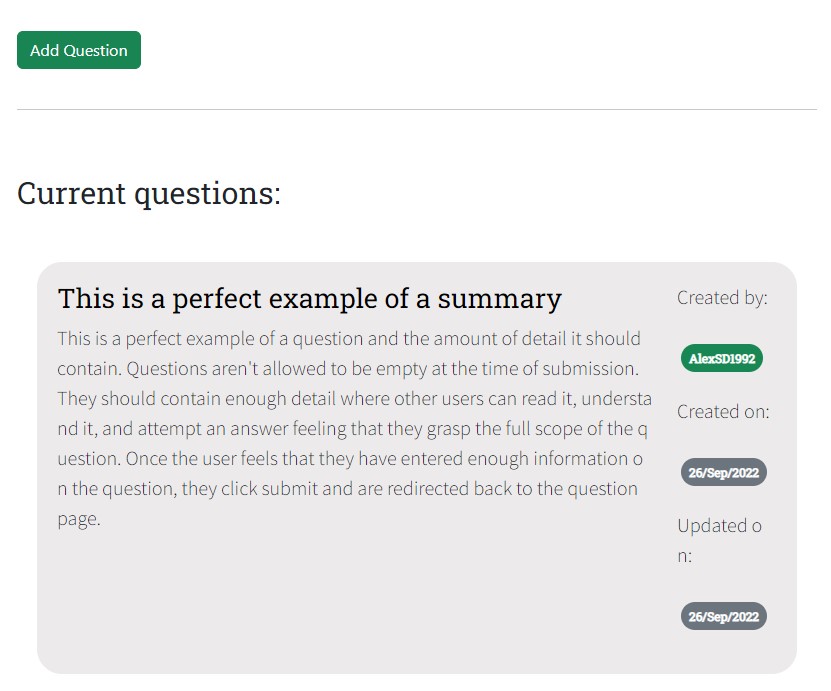 Add Question
Current questions:
This is a perfect example of a summary
This is a perfect example of a question and the amount of detail it should
contain. Questions aren't allowed to be empty at the time of submission.
They should contain enough detail where other users can read it, understa
nd it, and attempt an answer feeling that they grasp the full scope of the q
uestion. Once the user feels that they have entered enough information o
n the question, they click submit and are redirected back to the question
page.
Created by:
AlexSD1992
Created on:
26/Sep/2022
Updated o
n:
26/Sep/2022